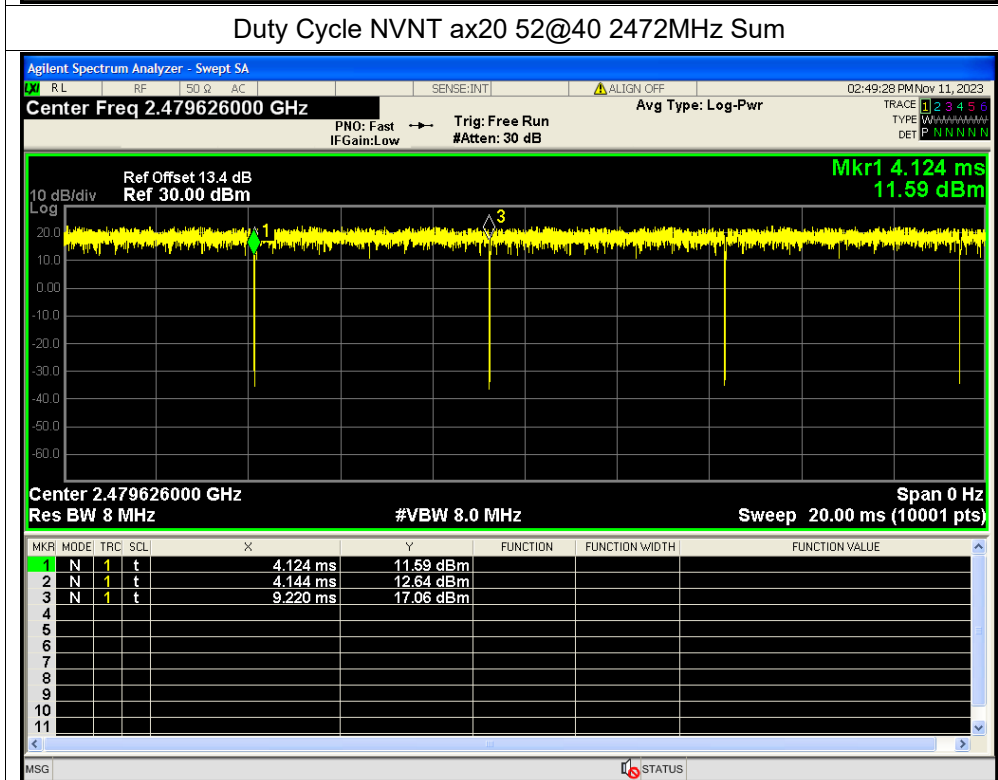 Duty Cycle NVNT ax20 52@40 2472MHz Sum
Agilent Spectrum Analyzer - Swept SA
LXI RL RF 50 Ω AC SENSE:INT ALIGN OFF 02:49:28 PM Nov 11, 2023
Center Freq 2.479626000 GHz Avg Type: Log-Pwr TRACE 1 2 3 4 5 6
PNO: Fast Trig: Free Run TYPE WWWWWW
IFGain:Low #Atten: 30 dB DET P N N N N N
Mkr1 4.124 ms
Ref Offset 13.4 dB
10 dB/div Ref 30.00 dBm 11.59 dBm
Log
3
20.0
1
10.0
0.00
-10.0
-20.0
-30.0
-40.0
-50.0
-60.0
Center 2.479626000 GHz Span 0 Hz
Res BW 8 MHz #VBW 8.0 MHz Sweep 20.00 ms (10001 pts)
MKR MODE TRC SCL X Y FUNCTION FUNCTION WIDTH FUNCTION VALUE
1 N 1 t 4.124 ms 11.59 dBm
2 N 1 t 4.144 ms 12.64 dBm
3 N 1 t 9.220 ms 17.06 dBm
4
5
6
7
8
9
10
11
MSG STATUS